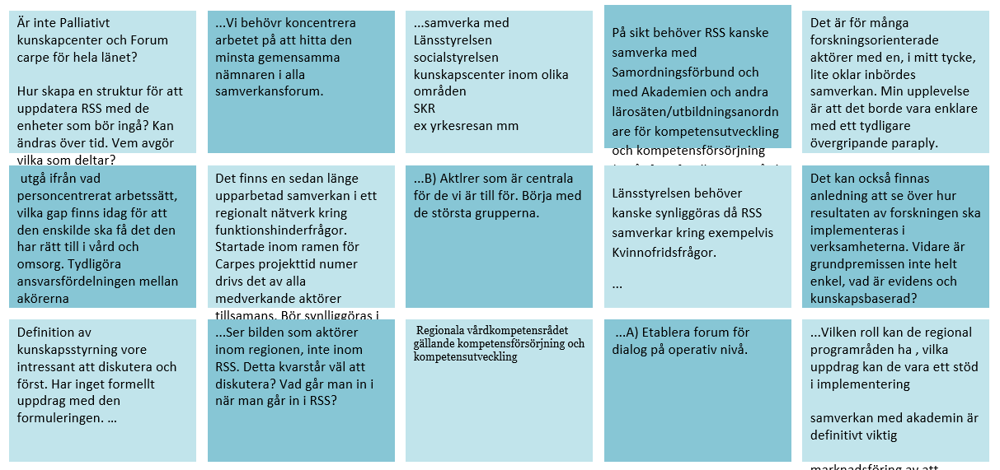 Är inte Palliativt
kunskapcenter och Forum
carpe för hela länet?
Hur skapa en struktur för att
uppdatera RSS med de
enheter som bör ingå? Kan
ändras över tid. Vem avgör
vilka som deltar?
...Vi behövr koncentrera
arbetet på att hitta den
minsta gemensamma
nämnaren i alla
samverkansforum.
...samverka med
Länsstyrelsen
socialstyrelsen
kunskapscenter inom olika
områden
SKR
ex yrkesresan mm
På sikt behöver RSS kanske
samverka med
Samordningsförbund och
med Akademien och andra
lärosäten/utbildningsanordn
are för kompetensutveckling
och kompetensförsörjning
Det är för många
forskningsorienterade
aktörer med en, i mitt tycke,
lite oklar inbördes
samverkan. Min upplevelse
är att det borde vara enklare
med ett tydligare
övergripande paraply.
utgå ifrån vad
personcentrerat arbetssätt,
vilka gap finns idag för att
den enskilde ska få det den
har rätt till i vård och
omsorg. Tydligöra
ansvarsfördelningen mellan
akörerna
Det finns en sedan länge
upparbetad samverkan i ett
regionalt nätverk kring
funktionshinderfrågor.
Startade inom ramen för
Carpes projekttid numer
drivs det av alla
medverkande aktörer
tillsamans. Bör synlliggöras i
...B) Aktlrer som är centrala
för de vi är till för. Börja med
de största grupperna.
Länsstyrelsen behöver
kanske synliggöras då RSS
samverkar kring exempelvis
Kvinnofridsfrågor.
...
Det kan också finnas
anledning att se över hur
resultaten av forskningen ska
implementeras i
verksamheterna. Vidare är
grundpremissen inte helt
enkel, vad är evidens och
kunskapsbaserad?
Definition av
kunskapsstyrning vore
intressant att diskutera och
först. Har inget formellt
uppdrag med den
formuleringen. ...
...Ser bilden som aktörer
inom regionen, inte inom
RSS. Detta kvarstår väl att
diskutera? Vad går man in i
när man går in i RSS?
Regionala vårdkompetensrådet
gällande kompetensförsörjning och
kompetensutveckling
...A) Etablera forum för
dialog på operativ nivå.
...Vilken roll kan de regional
programråden ha , vilka
uppdrag kan de vara ett stöd
i implementering
samverkan med akademin är
definitivt viktig
marknadsföring av att